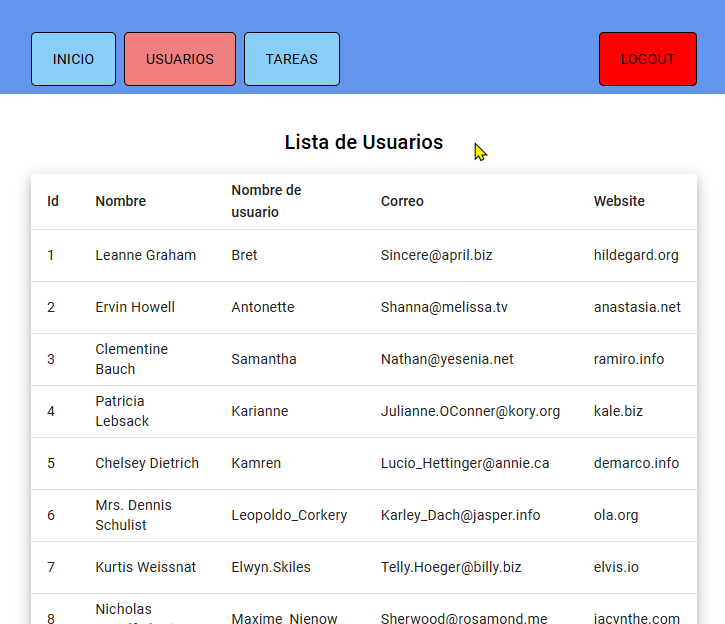 INICIO USUARIOS TAREAS LOGOUT
Lista de Usuarios
Id Nombre Nombre de usuario Correo Website
1 Leanne Graham Bret Sincere@april.biz hildegard.org
2 Ervin Howell Antonette Shanna@melissa.tv anastasia.net
3 Clementine Bauch Samantha Nathan@yesenia.net ramiro.info
4 Patricia Lebsack Karianne Julianne.OConner@kory.org kale.biz
5 Chelsey Dietrich Kamren Lucio_Hettinger@annie.ca demarco.info
6 Mrs. Dennis Schulist Leopoldo_Corkery Karley_Dach@jasper.info ola.org
7 Kurtis Weissnat Elwyn.Skiles Telly.Hoeger@billy.biz elvis.io
8 Nicholas Maxime_Nienow Sherwood@rosamond.me jacynthe.com